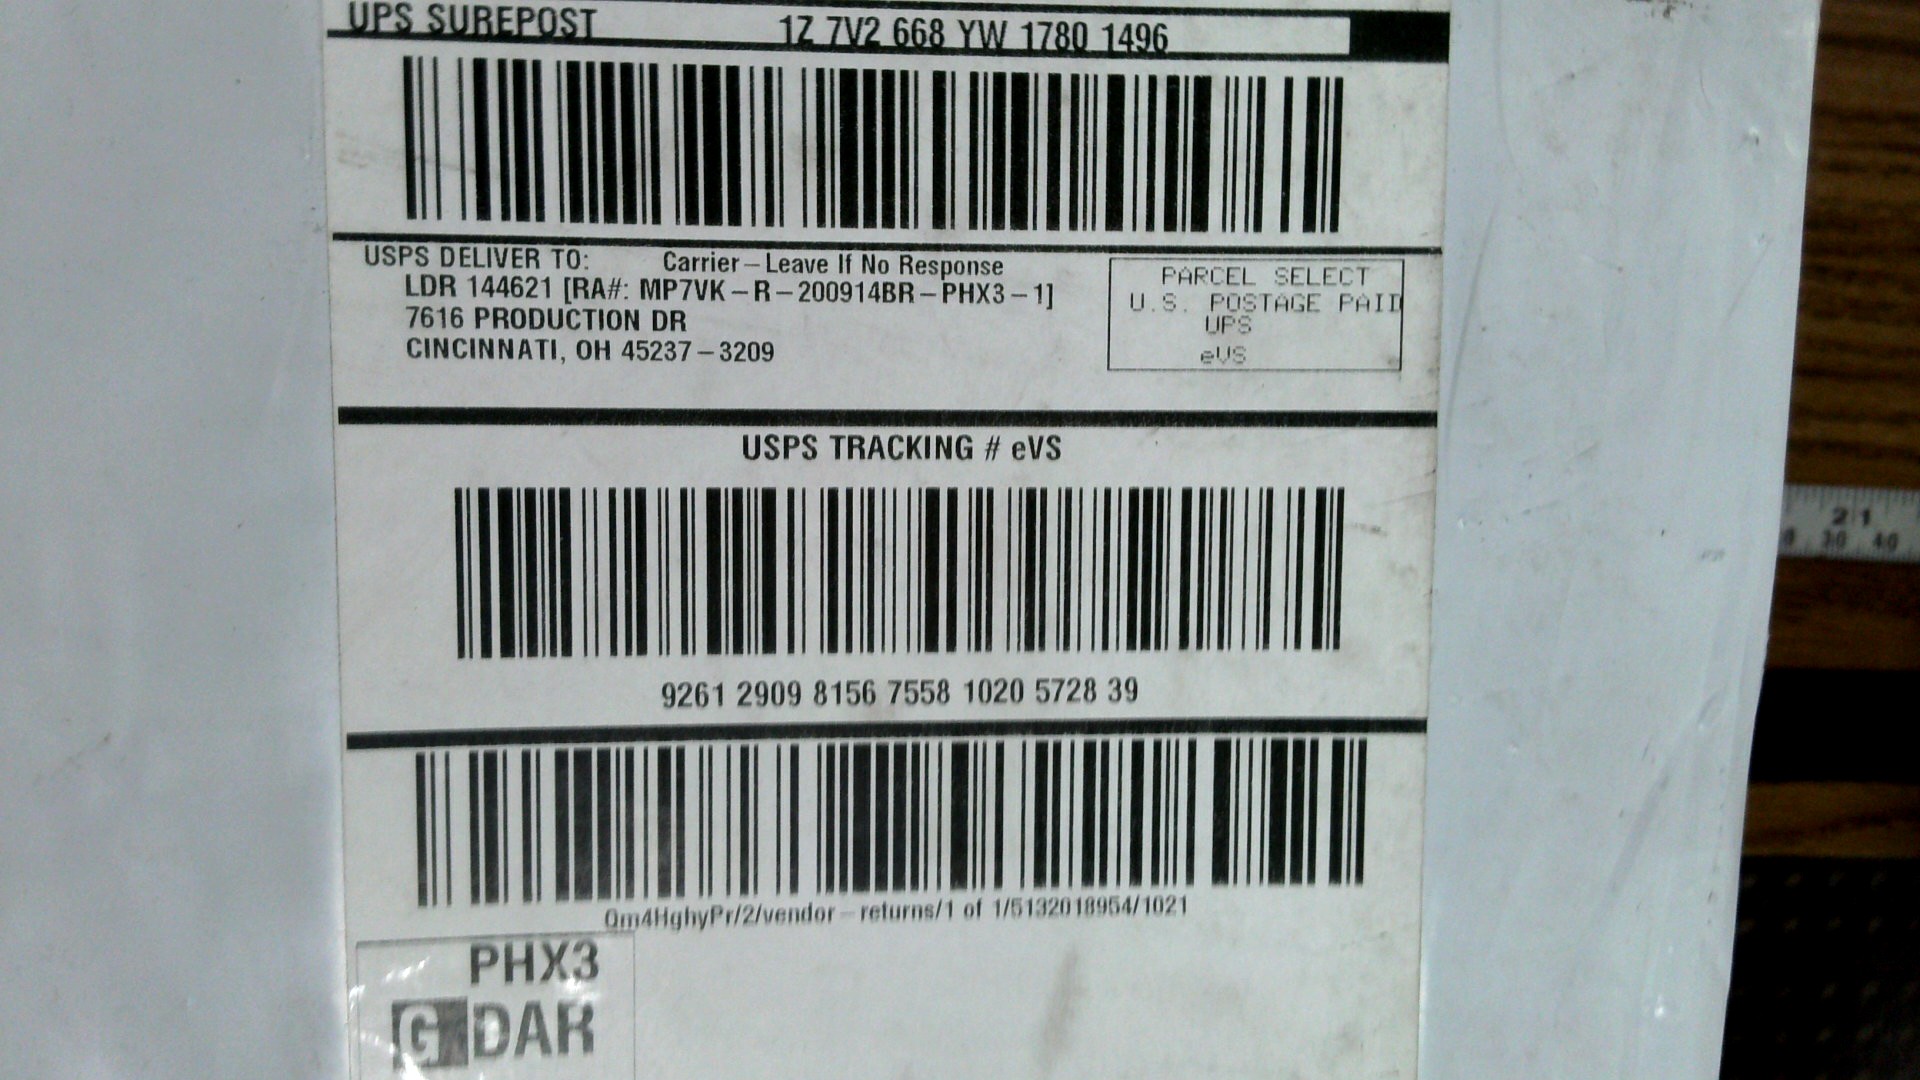 UPS SUREPOST 1Z 7V2 668 YW 1780 1496
USPS DELIVER TO: Carrier – Leave If No Response
LDR 144621 [RA#: MP7VK – R – 200914BR – PHX3 – 1]
7616 PRODUCTION DR
CINCINNATI, OH 45237 – 3209
PARCEL SELECT
U.S. POSTAGE PAID
UPS
eVS
USPS TRACKING # eVS
9261 2909 8156 7558 1020 5728 39
Qm4HghyPr/2/vendor – returns/1 of 1/5132018954/1021
PHX3
G DAR
21
30 40